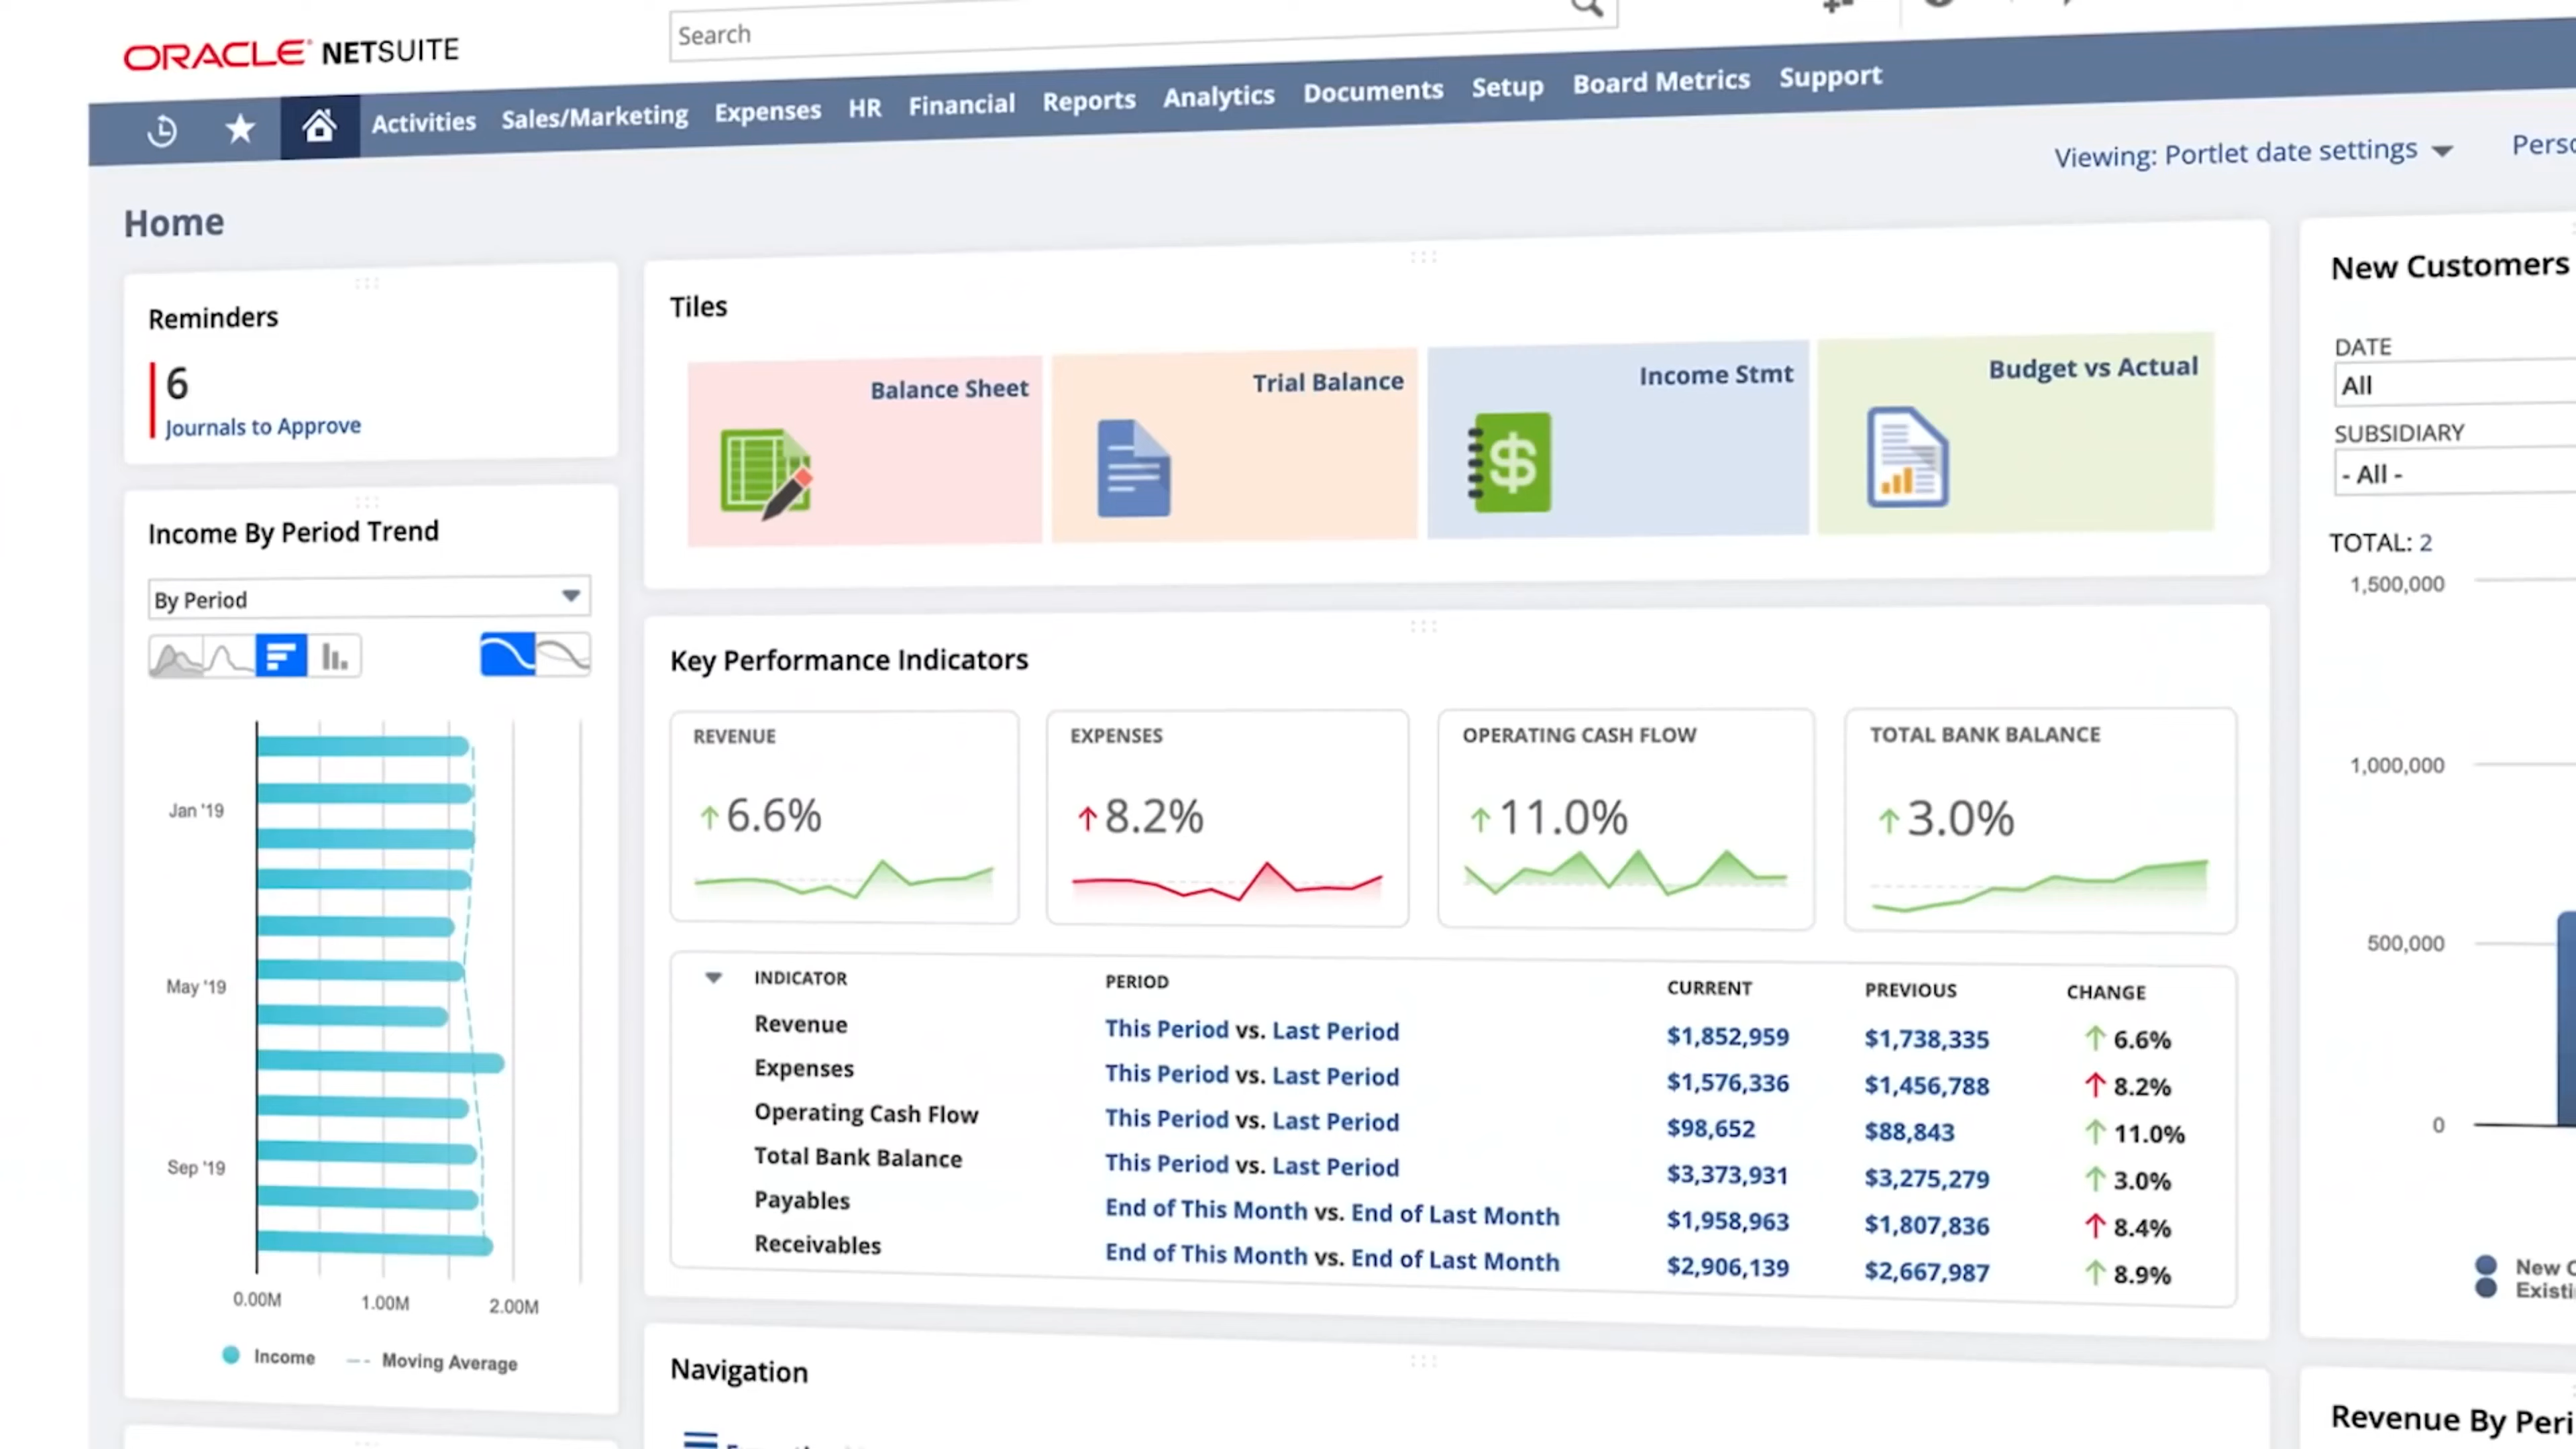 ORACLE NETSUITE
Search
Activities Sales/Marketing Expenses HR Financial Reports Analytics Documents Setup Board Metrics Support
Viewing: Portlet date settings
Home
Reminders
6
Journals to Approve
Income By Period Trend
By Period
Jan '19
May '19
Sep '19
0.00M 1.00M 2.00M
Income Moving Average
Tiles
Balance Sheet
Trial Balance
Income Stmt
Budget vs Actual
Key Performance Indicators
REVENUE
6.6%
EXPENSES
8.2%
OPERATING CASH FLOW
11.0%
TOTAL BANK BALANCE
3.0%
INDICATOR PERIOD CURRENT PREVIOUS CHANGE
Revenue This Period vs. Last Period $1,852,959 $1,738,335 6.6%
Expenses This Period vs. Last Period $1,576,336 $1,456,788 8.2%
Operating Cash Flow This Period vs. Last Period $98,652 $88,843 11.0%
Total Bank Balance This Period vs. Last Period $3,373,931 $3,275,279 3.0%
Payables End of This Month vs. End of Last Month $1,958,963 $1,807,836 8.4%
Receivables End of This Month vs. End of Last Month $2,906,139 $2,667,987 8.9%
Navigation
New Customers
DATE
All
SUBSIDIARY
- All -
TOTAL: 2
1,500,000
1,000,000
500,000
0
New
Revenue By